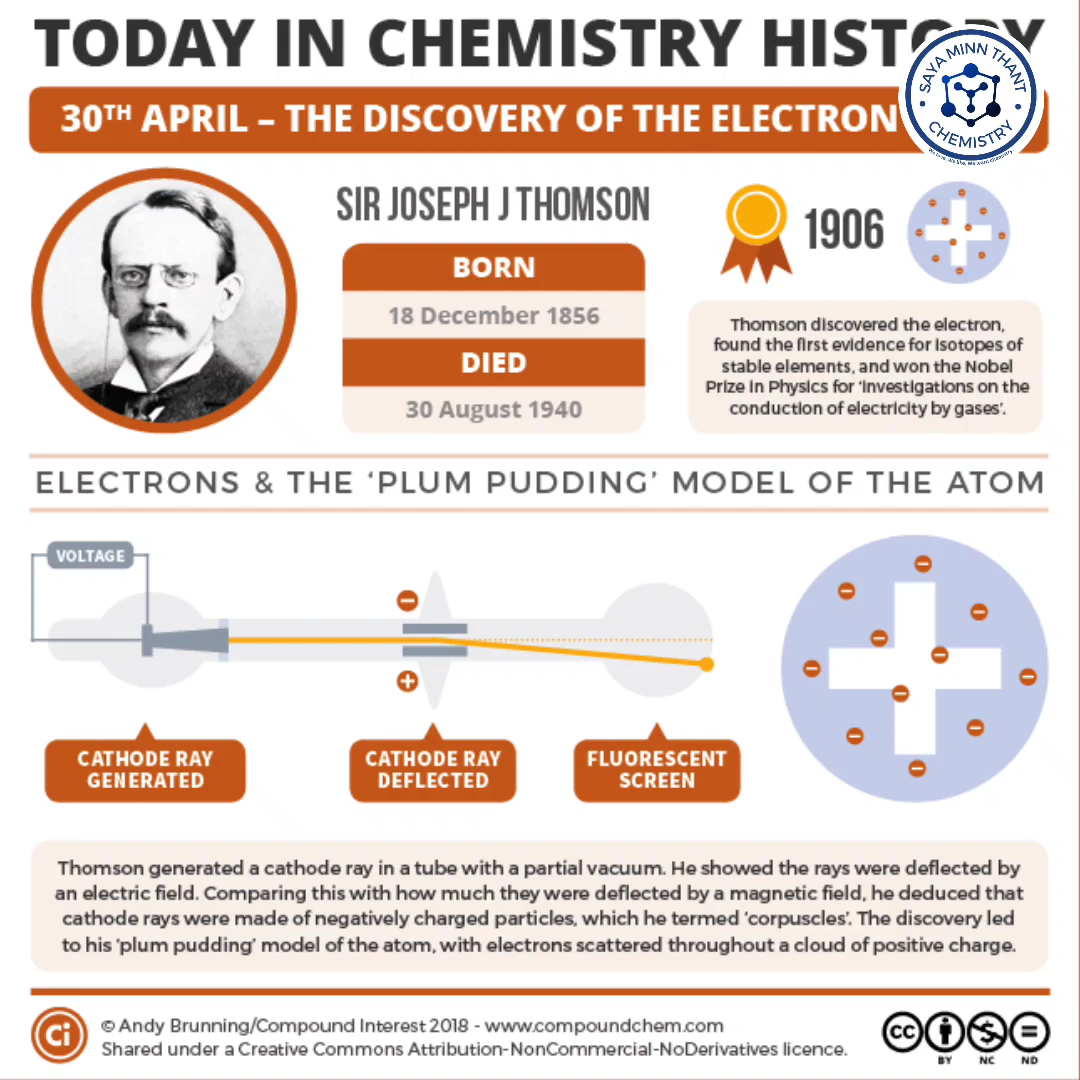 TODAY IN CHEMISTRY HISTORY
30TH APRIL – THE DISCOVERY OF THE ELECTRON
SAYA MINN THANT
CHEMISTRY
SIR JOSEPH J THOMSON
BORN
18 December 1856
DIED
30 August 1940
1906
Thomson discovered the electron,
found the first evidence for isotopes of
stable elements, and won the Nobel
Prize in Physics for ‘investigations on the
conduction of electricity by gases’.
ELECTRONS & THE ‘PLUM PUDDING’ MODEL OF THE ATOM
VOLTAGE
CATHODE RAY
GENERATED
CATHODE RAY
DEFLECTED
FLUORESCENT
SCREEN
Thomson generated a cathode ray in a tube with a partial vacuum. He showed the rays were deflected by
an electric field. Comparing this with how much they were deflected by a magnetic field, he deduced that
cathode rays were made of negatively charged particles, which he termed ‘corpuscles’. The discovery led
to his ‘plum pudding’ model of the atom, with electrons scattered throughout a cloud of positive charge.
Ci
© Andy Brunning/Compound Interest 2018 - www.compoundchem.com
Shared under a Creative Commons Attribution-NonCommercial-NoDerivatives licence.
CC
BY NC ND